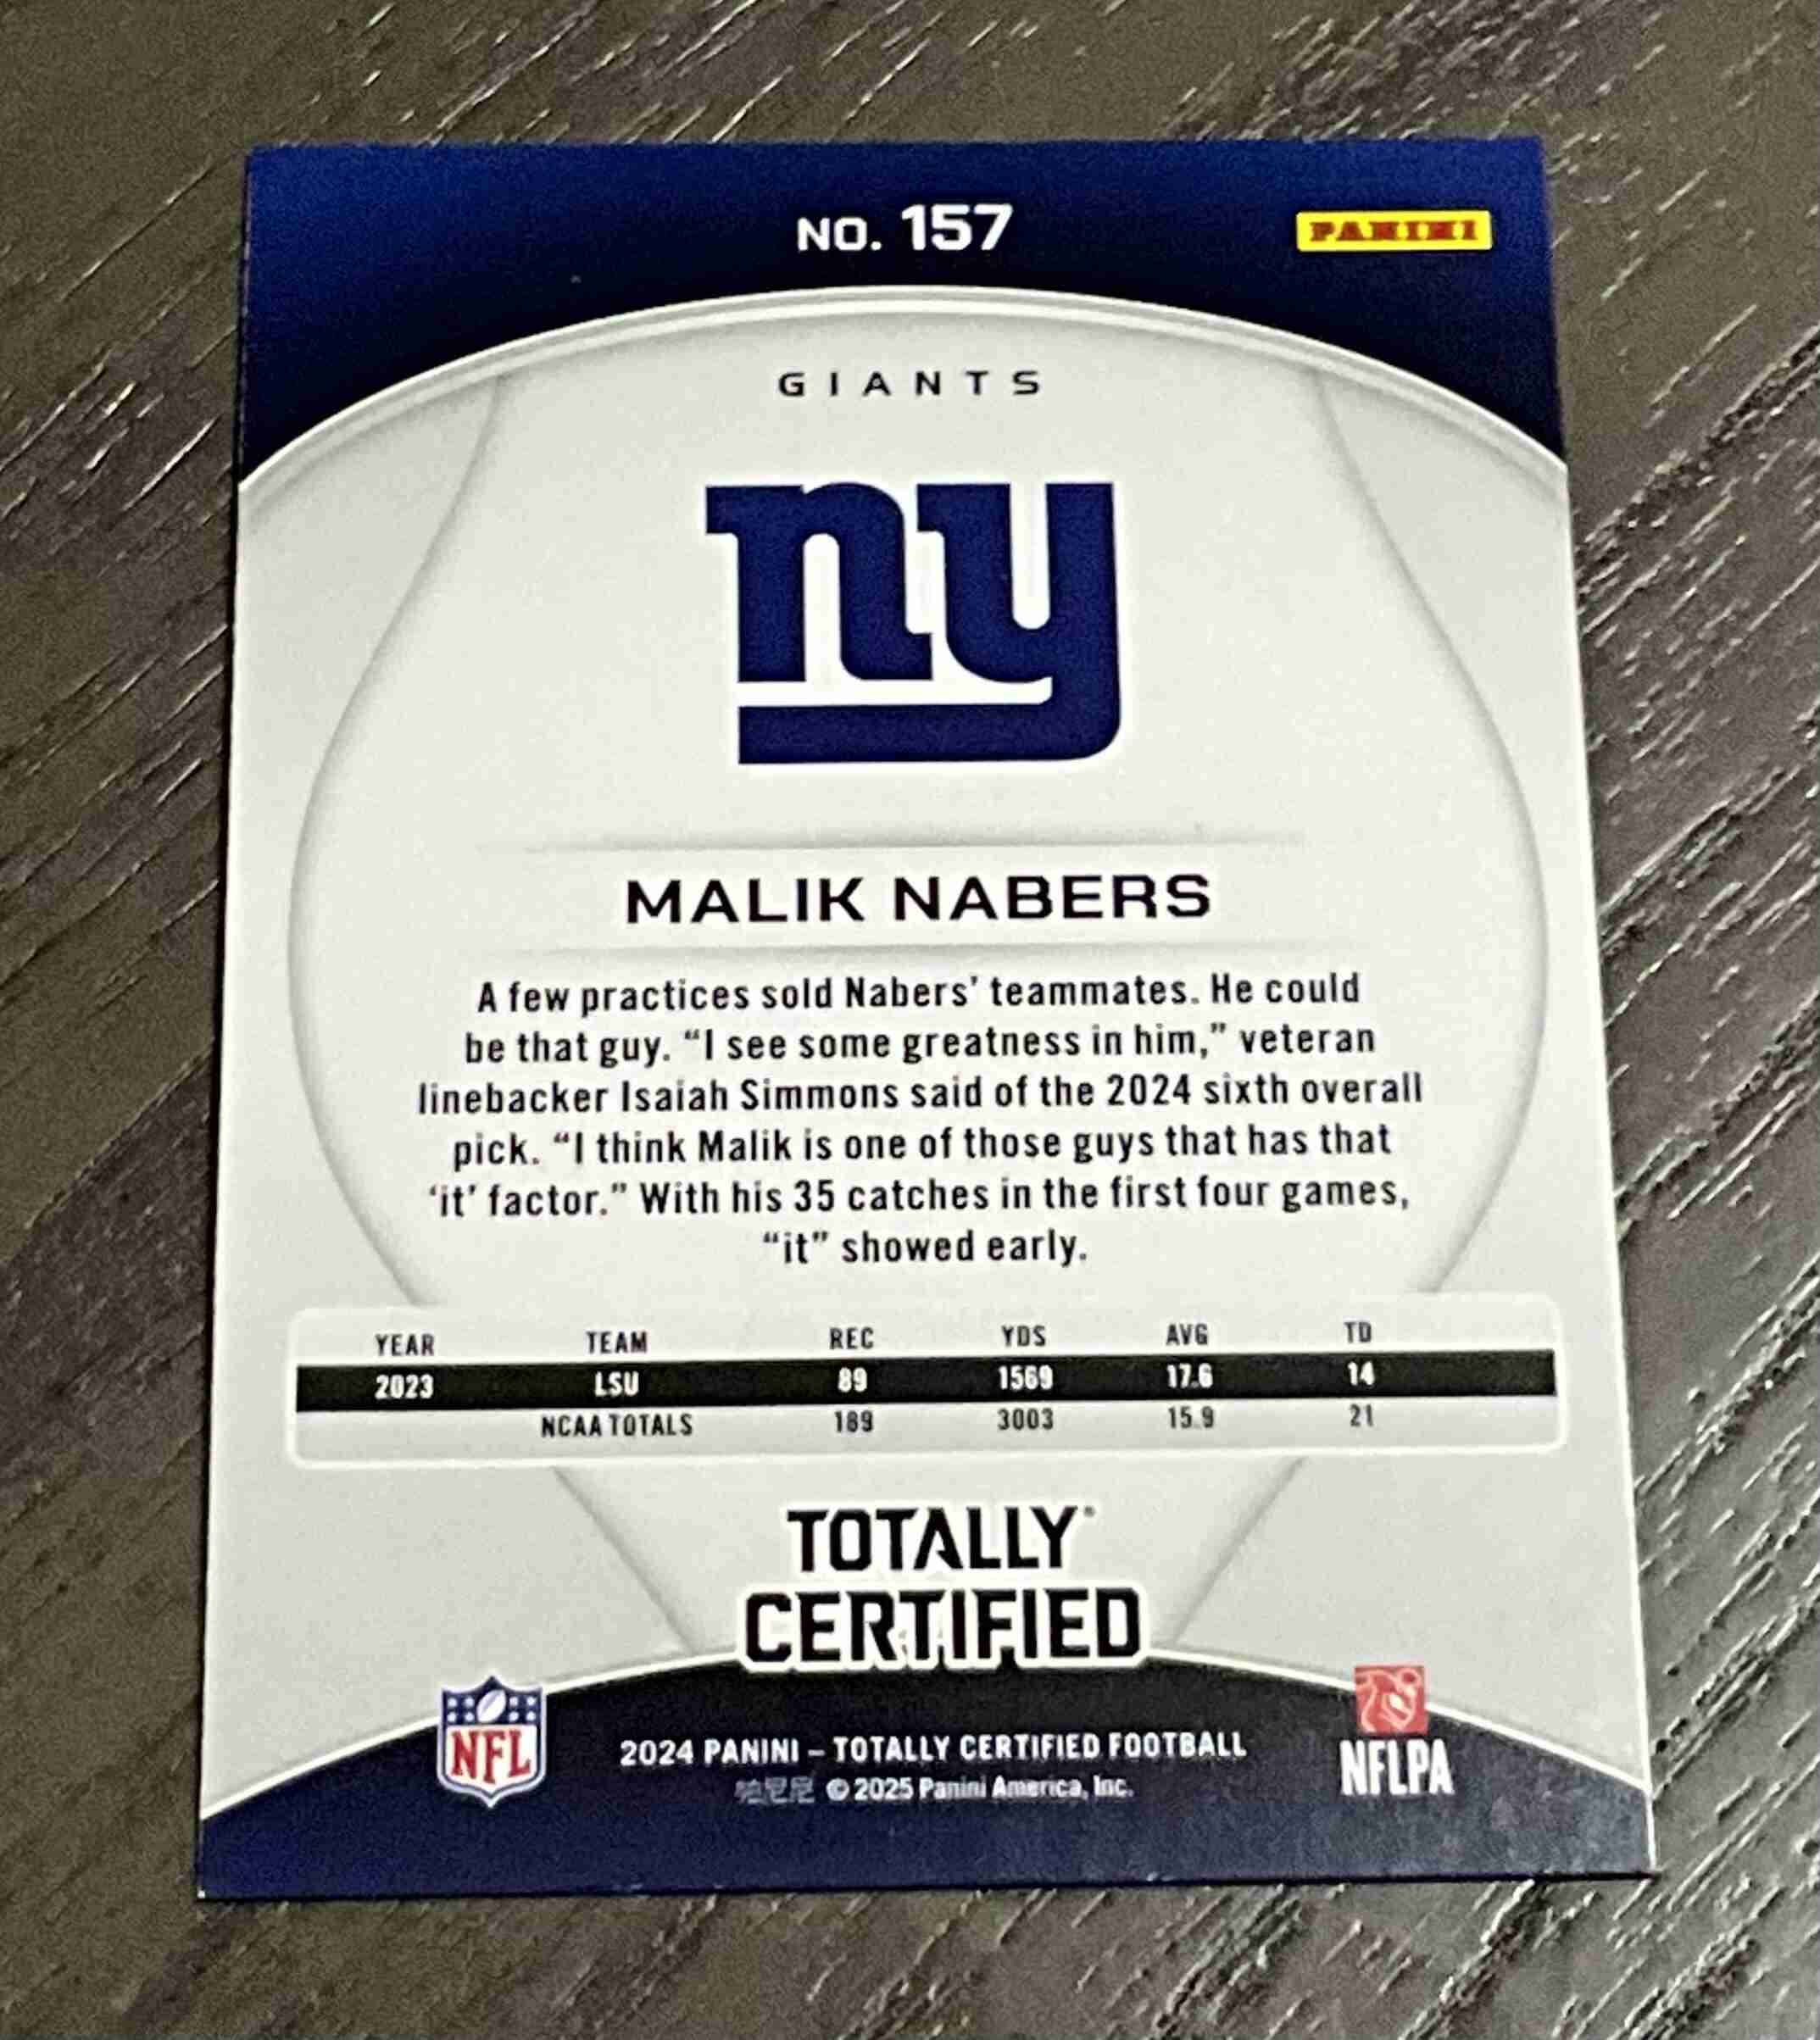 NO. 157
PANINI
GIANTS
ny
MALIK NABERS
A few practices sold Nabers’ teammates. He could
be that guy. “I see some greatness in him,” veteran
linebacker Isaiah Simmons said of the 2024 sixth overall
pick. “I think Malik is one of those guys that has that
‘it’ factor.” With his 35 catches in the first four games,
“it” showed early.
YEAR TEAM REC YDS AVG TD
2023 LSU 89 1569 17.6 14
NCAA TOTALS 189 3003 15.9 21
TOTALLY
CERTIFIED
NFL
2024 PANINI – TOTALLY CERTIFIED FOOTBALL
© 2025 Panini America, Inc.
NFLPA